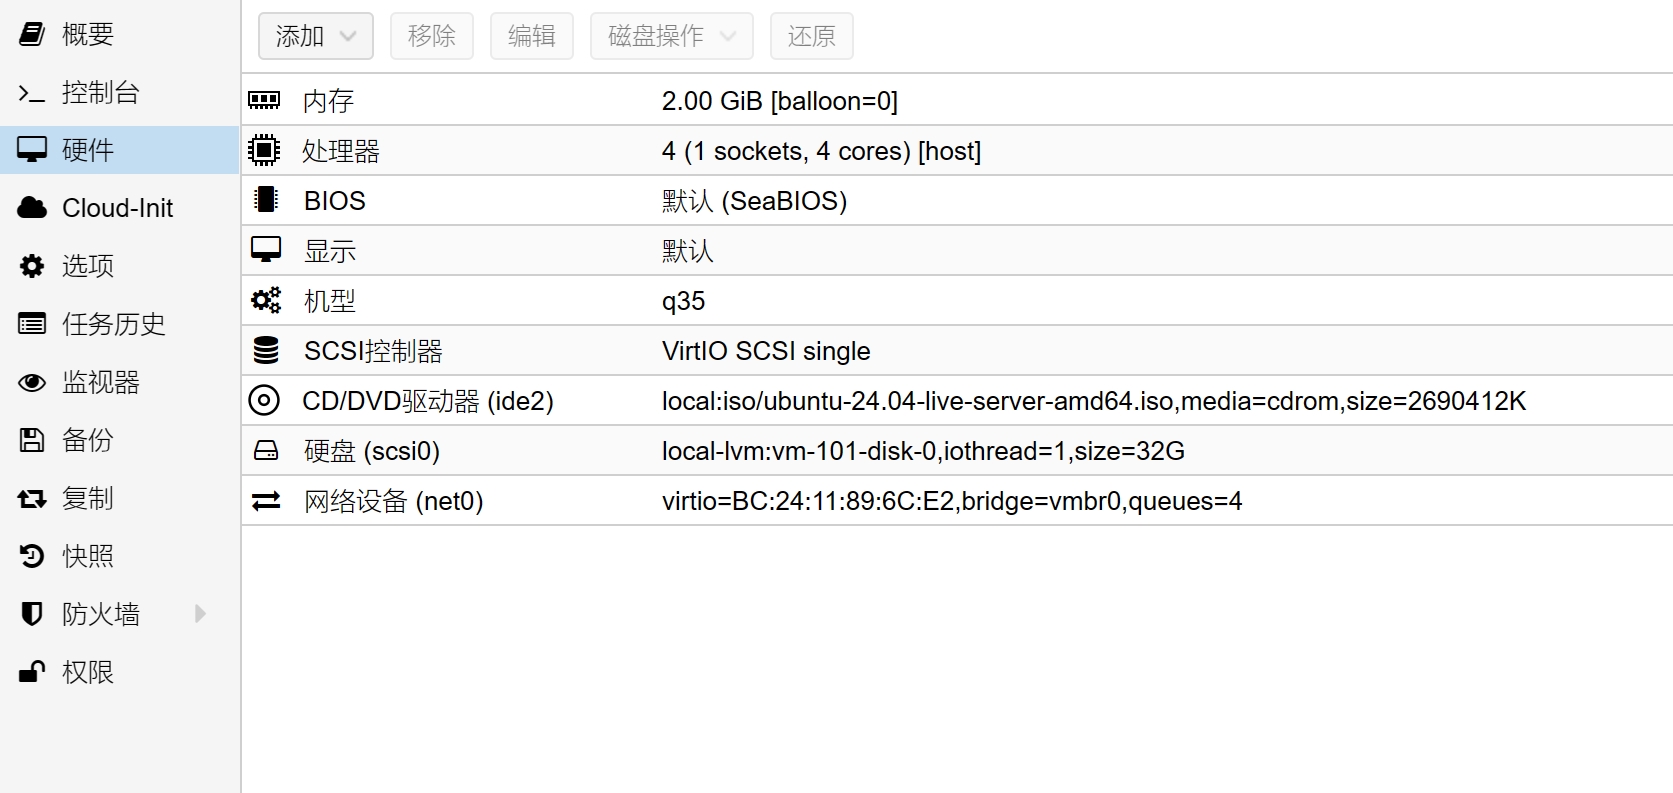 概要
控制台
硬件
Cloud-Init
选项
任务历史
监视器
备份
复制
快照
防火墙
权限
添加 移除 编辑 磁盘操作 还原
内存 2.00 GiB [balloon=0]
处理器 4 (1 sockets, 4 cores) [host]
BIOS 默认 (SeaBIOS)
显示 默认
机型 q35
SCSI控制器 VirtIO SCSI single
CD/DVD驱动器 (ide2) local:iso/ubuntu-24.04-live-server-amd64.iso,media=cdrom,size=2690412K
硬盘 (scsi0) local-lvm:vm-101-disk-0,iothread=1,size=32G
网络设备 (net0) virtio=BC:24:11:89:6C:E2,bridge=vmbr0,queues=4